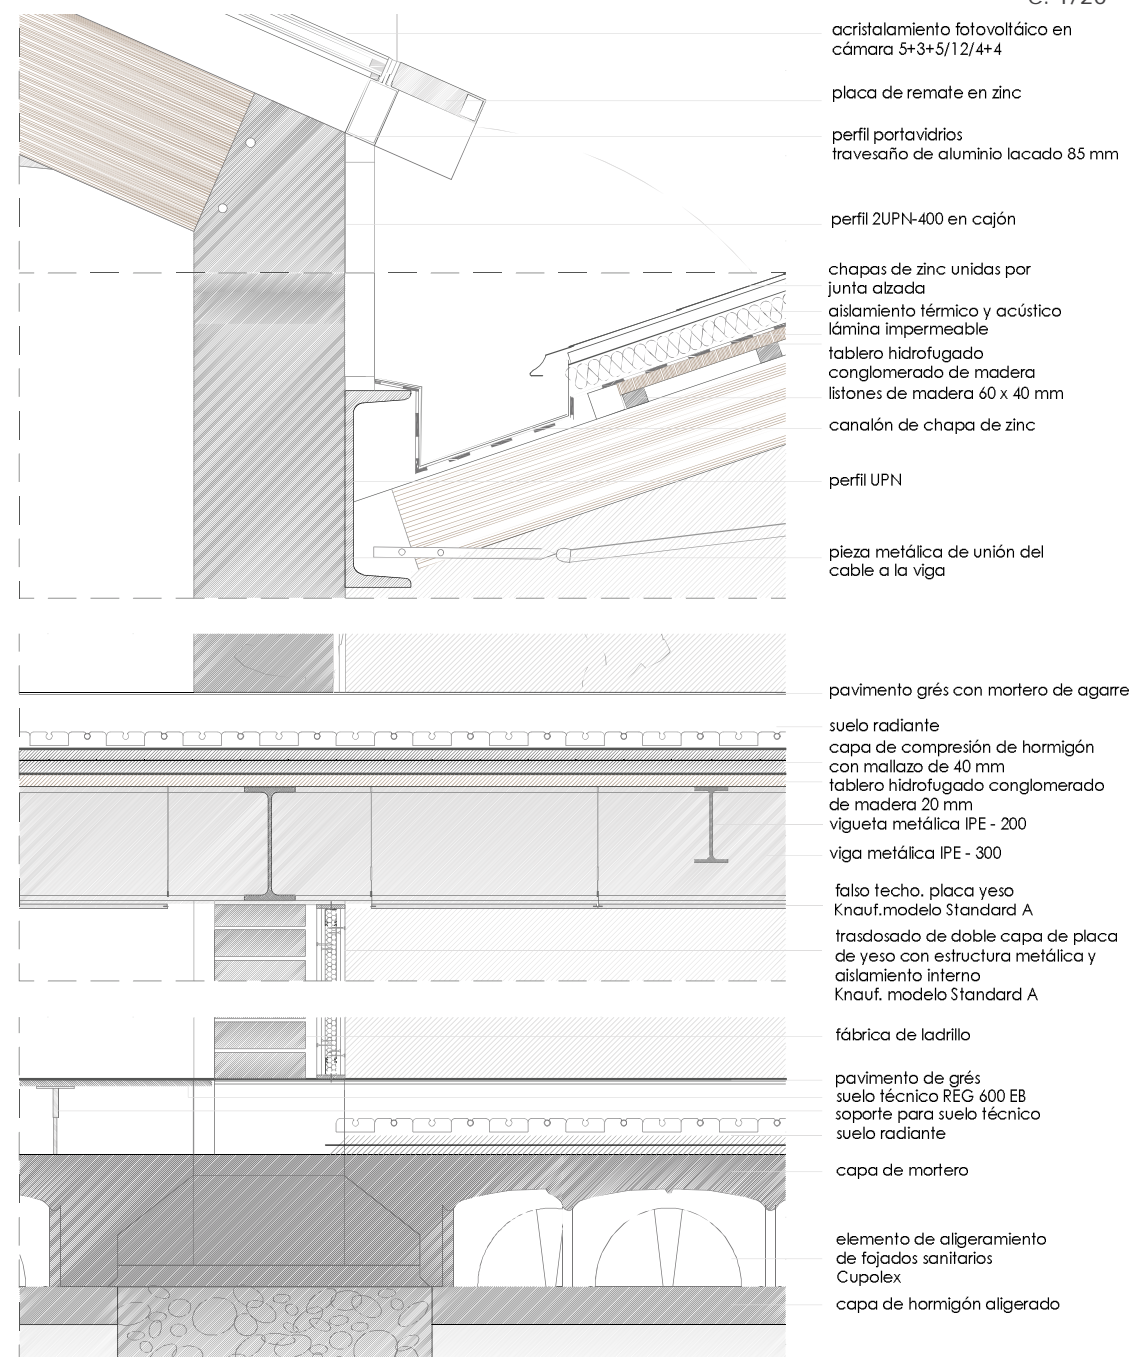 acristalamiento fotovoltáico en
cámara 5+3+5/12/4+4
placa de remate en zinc
perfil portavidrios
travesaño de aluminio lacado 85 mm
perfil 2UPN-400 en cajón
chapas de zinc unidas por
junta alzada
aislamiento térmico y acústico
lámina impermeable
tablero hidrofugado
conglomerado de madera
listones de madera 60 x 40 mm
canalón de chapa de zinc
perfil UPN
pieza metálica de unión del
cable a la viga
pavimento grés con mortero de agarre
suelo radiante
capa de compresión de hormigón
con mallazo de 40 mm
tablero hidrofugado conglomerado
de madera 20 mm
vigueta metálica IPE - 200
viga metálica IPE - 300
falso techo. placa yeso
Knauf.modelo Standard A
trasdosado de doble capa de placa
de yeso con estructura metálica y
aislamiento interno
Knauf. modelo Standard A
fábrica de ladrillo
pavimento de grés
suelo técnico REG 600 EB
soporte para suelo técnico
suelo radiante
capa de mortero
elemento de aligeramiento
de fojados sanitarios
Cupolex
capa de hormigón aligerado